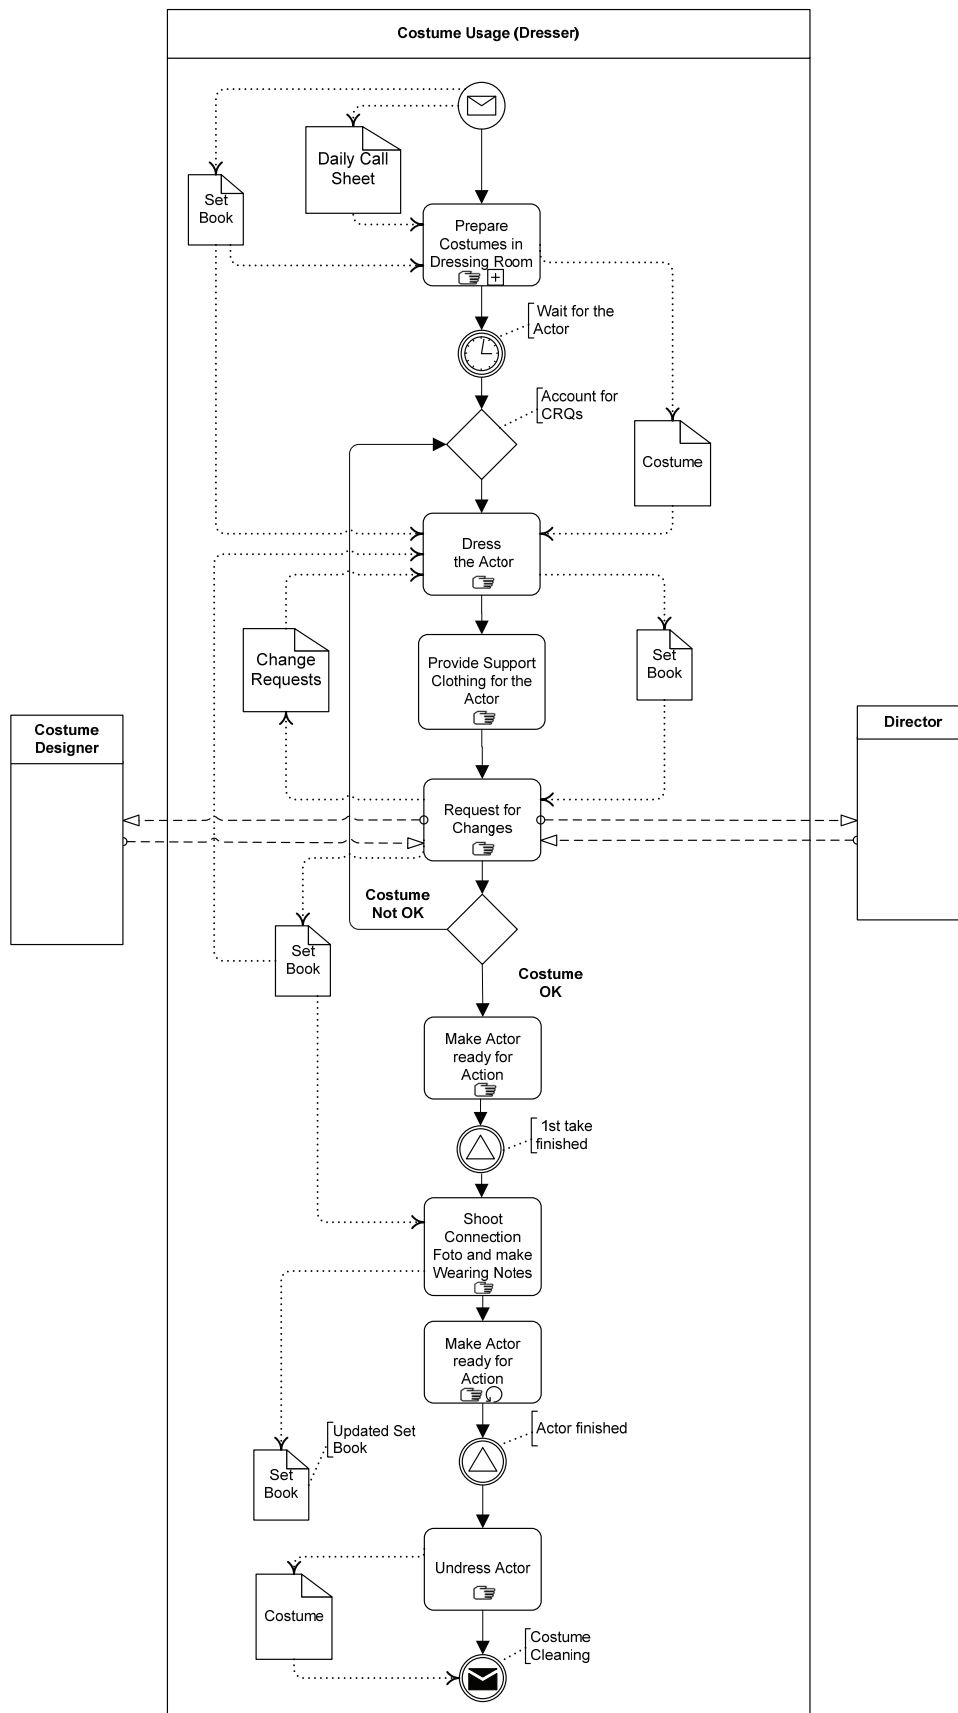 Costume Usage (Dresser)
Daily Call
Sheet
Set
Book
Prepare
Costumes in
Dressing Room
Wait for the
Actor
Account for
CRQs
Costume
Dress
the Actor
Change
Requests
Provide Support
Clothing for the
Actor
Set
Book
Costume
Designer
Director
Request for
Changes
Costume
Not OK
Set
Book
Costume
OK
Make Actor
ready for
Action
1st take
finished
Shoot
Connection
Foto and make
Wearing Notes
Make Actor
ready for
Action
Updated Set
Book
Actor finished
Set
Book
Undress Actor
Costume
Costume
Cleaning